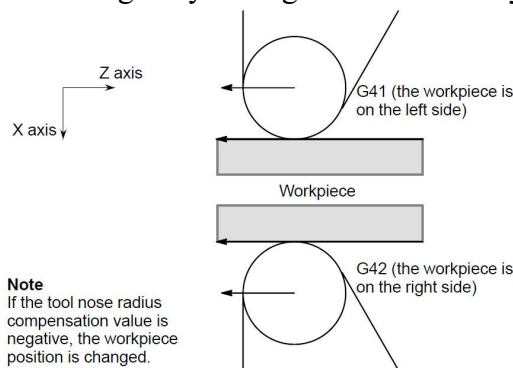 Z axis
X axis
G41 (the workpiece is
on the left side)
Workpiece
G42 (the workpiece is
on the right side)
Note
If the tool nose radius
compensation value is
negative, the workpiece
position is changed.